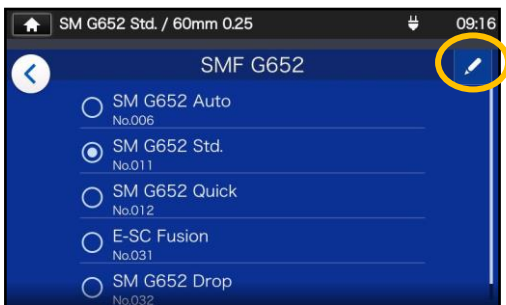 SM G652 Std. / 60mm 0.25 09:16
SMF G652
SM G652 Auto
No.006
SM G652 Std.
No.011
SM G652 Quick
No.012
E-SC Fusion
No.031
SM G652 Drop
No.032